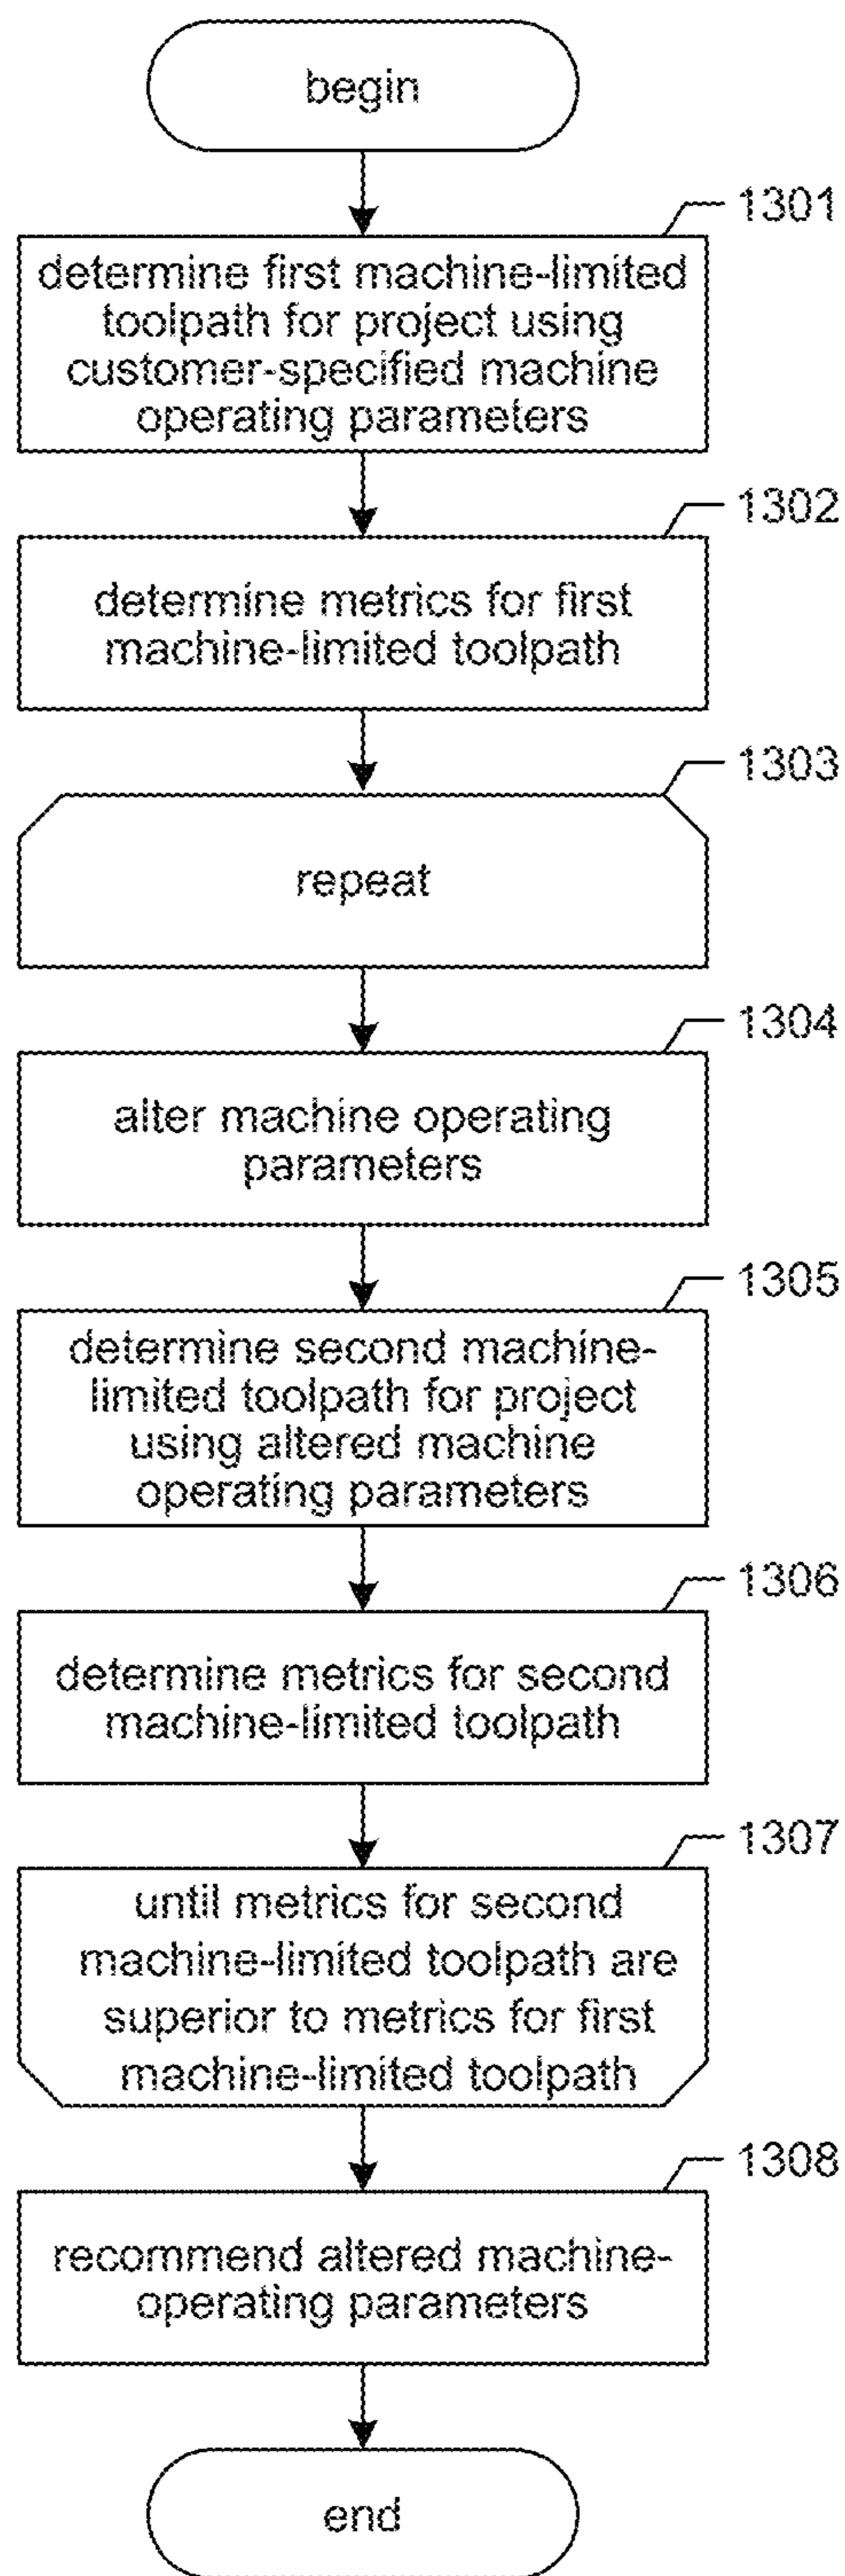 begin
1301
determine first machine-limited
toolpath for project using
customer-specified machine
operating parameters
1302
determine metrics for first
machine-limited toolpath
1303
repeat
1304
alter machine operating
parameters
1305
determine second machine-
limited toolpath for project
using altered machine
operating parameters
1306
determine metrics for second
machine-limited toolpath
1307
until metrics for second
machine-limited toolpath are
superior to metrics for first
machine-limited toolpath
1308
recommend altered machine-
operating parameters
end